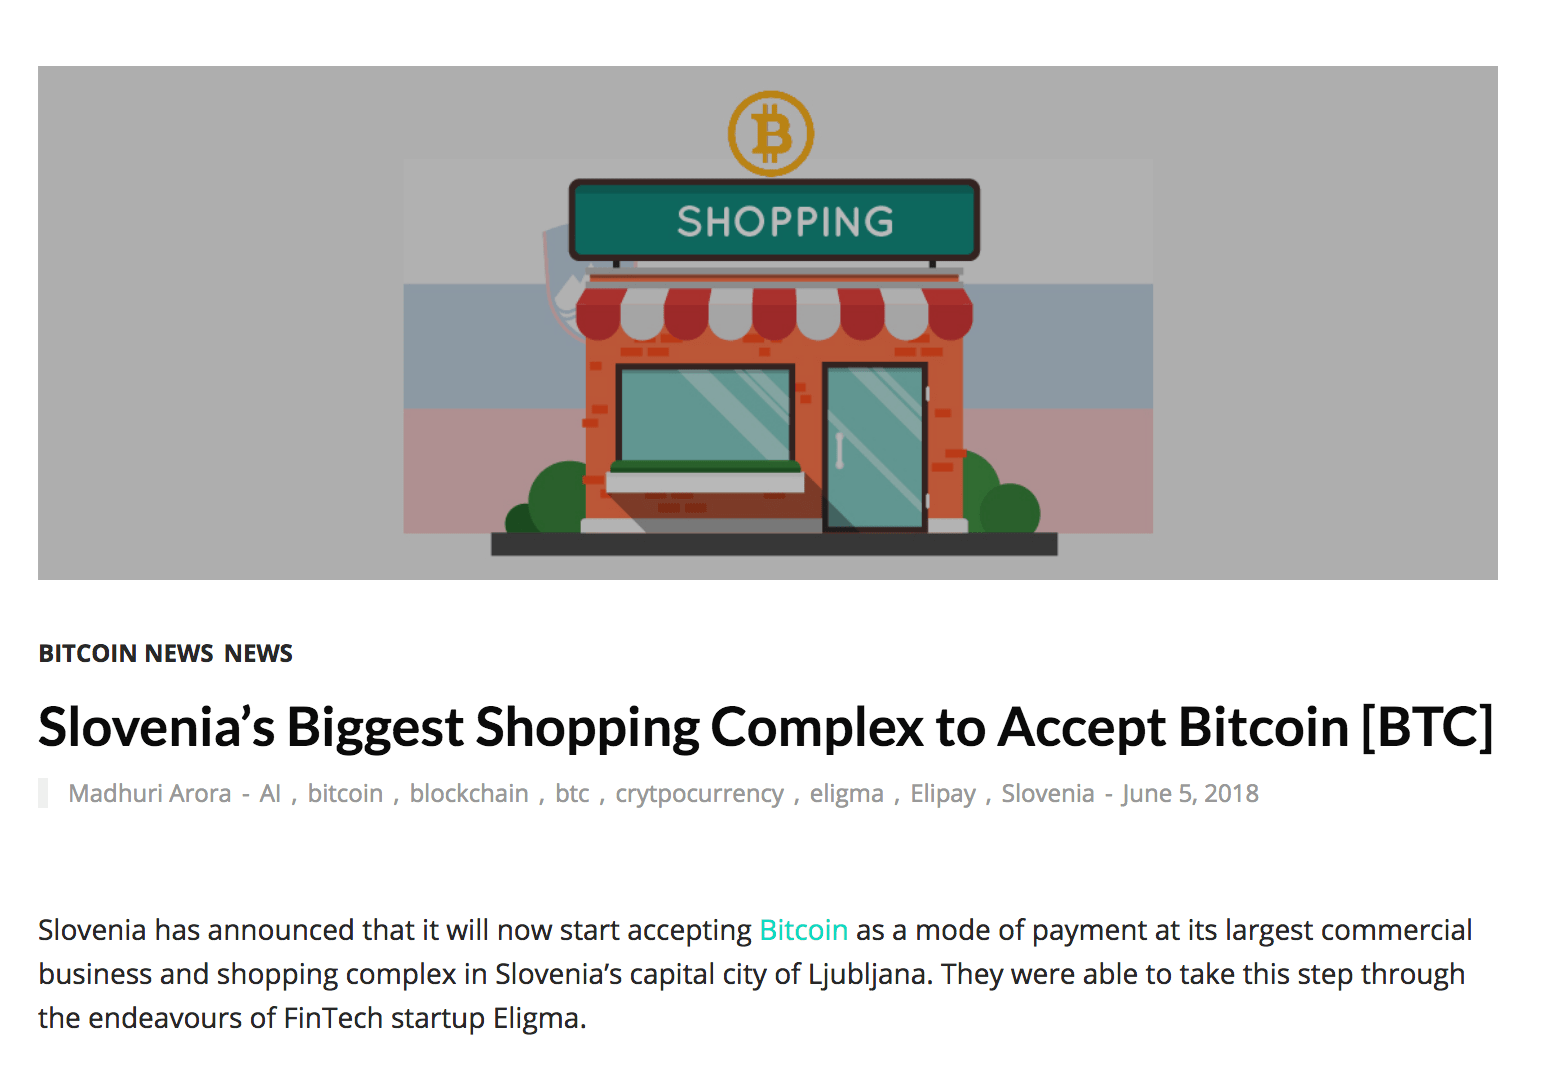 SHOPPING
BITCOIN NEWS NEWS
Slovenia’s Biggest Shopping Complex to Accept Bitcoin [BTC]
Madhuri Arora - AI , bitcoin , blockchain , btc , crytpocurrency , eligma , Elipay , Slovenia - June 5, 2018
Slovenia has announced that it will now start accepting Bitcoin as a mode of payment at its largest commercial
business and shopping complex in Slovenia’s capital city of Ljubljana. They were able to take this step through
the endeavours of FinTech startup Eligma.